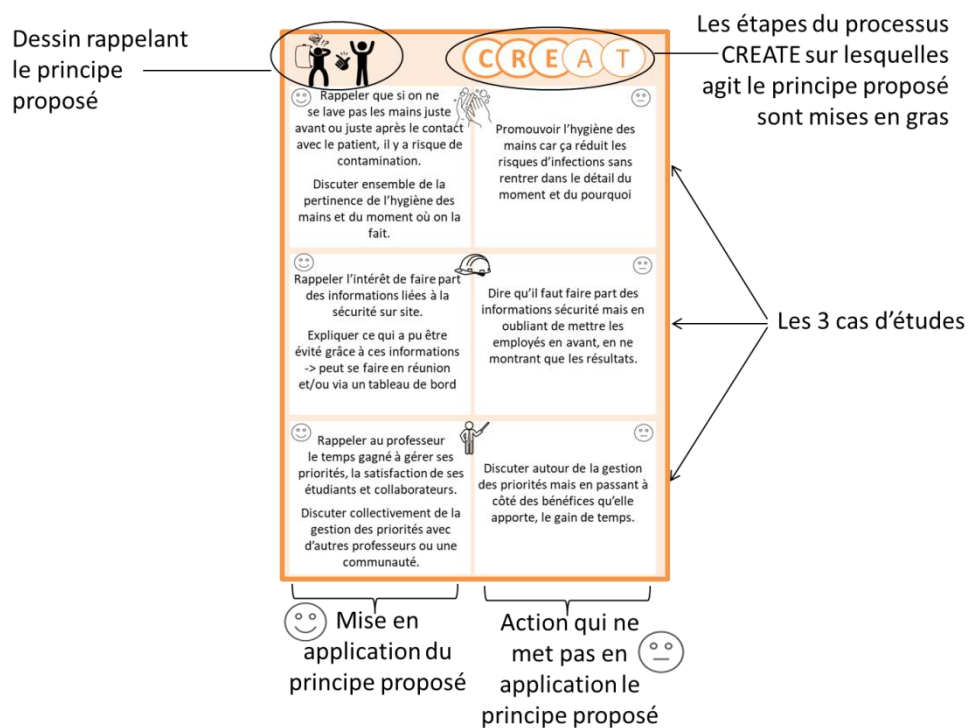 Dessin rappelant
le principe
proposé
!?
CREAT
Les étapes du processus
CREATE sur lesquelles
agit le principe proposé
sont mises en gras
Rappeler que si on ne
se lave pas les mains juste
avant ou juste après le contact
avec le patient, il y a risque de
contamination.
Discuter ensemble de la
pertinence de l’hygiène des
mains et du moment où on la
fait.
Promouvoir l’hygiène des
mains car ça réduit les
risques d’infections sans
rentrer dans le détail du
moment et du pourquoi
Rappeler l’intérêt de faire part
des informations liées à la
sécurité sur site.
Expliquer ce qui a pu être
évité grâce à ces informations
-> peut se faire en réunion
et/ou via un tableau de bord
Dire qu’il faut faire part des
informations sécurité mais en
oubliant de mettre les
employés en avant, en ne
montrant que les résultats.
Les 3 cas d’études
Rappeler au professeur
le temps gagné à gérer ses
priorités, la satisfaction de ses
étudiants et collaborateurs.
Discuter collectivement de la
gestion des priorités avec
d’autres professeurs ou une
communauté.
Discuter autour de la gestion
des priorités mais en passant à
côté des bénéfices qu’elle
apporte, le gain de temps.
Mise en
application du
principe proposé
Action qui ne
met pas en
application le
principe proposé